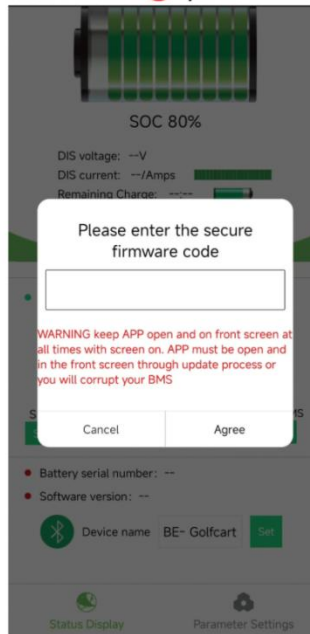 SOC 80%
DIS voltage: --V
DIS current: --/Amps
Remaining Charge: --:--
Please enter the secure
firmware code
WARNING keep APP open and on front screen at
all times with screen on. APP must be open and
in the front screen through update process or
you will corrupt your BMS
Cancel
Agree
Battery serial number: --
Software version: --
Device name
BE- Golfcart
Set
Status Display
Parameter Settings